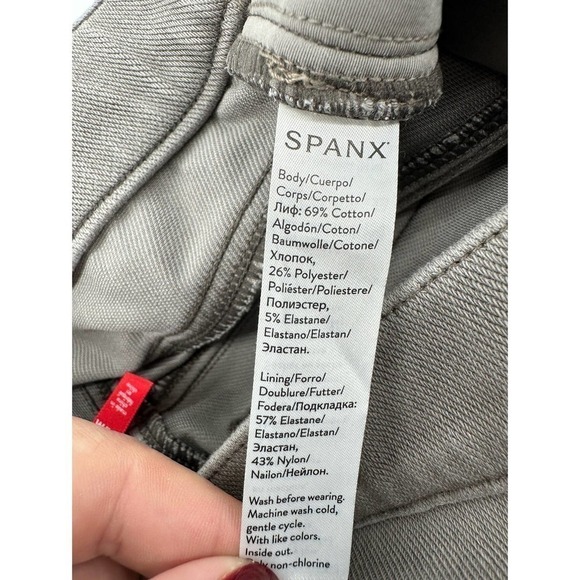 SPANX
Body/Cuerpo/
Corps/Corpetto/
Лиф: 69% Cotton/
Algodón/Coton/
Baumwolle/Cotone/
Хлопок,
26% Polyester/
Poliéster/Poliestere/
Полиэстер,
5% Elastane/
Elastano/Elastan/
Эластан.
Lining/Forro/
Doublure/Futter/
Fodera/Подкладка:
57% Elastane/
Elastano/Elastan/
Эластан,
43% Nylon/
Nailon/Нейлон.
Wash before wearing.
Machine wash cold,
gentle cycle.
With like colors.
Inside out.
non-chlorine